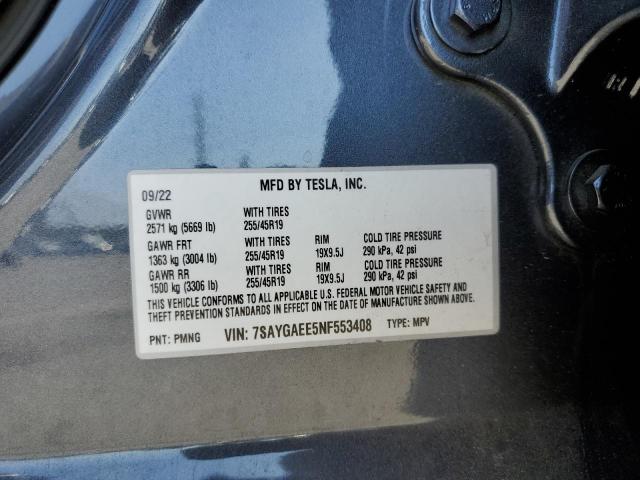 09/22 MFD BY TESLA, INC.
GVWR WITH TIRES
2571 kg (5669 lb) 255/45R19
GAWR FRT WITH TIRES RIM COLD TIRE PRESSURE
1363 kg (3004 lb) 255/45R19 19X9.5J 290 kPa, 42 psi
GAWR RR WITH TIRES RIM COLD TIRE PRESSURE
1500 kg (3306 lb) 255/45R19 19X9.5J 290 kPa, 42 psi
THIS VEHICLE CONFORMS TO ALL APPLICABLE U.S. FEDERAL MOTOR VEHICLE SAFETY AND
THEFT PREVENTION STANDARDS IN EFFECT ON THE DATE OF MANUFACTURE SHOWN ABOVE.
PNT: PMNG VIN: 7SAYGAEE5NF553408 TYPE: MPV